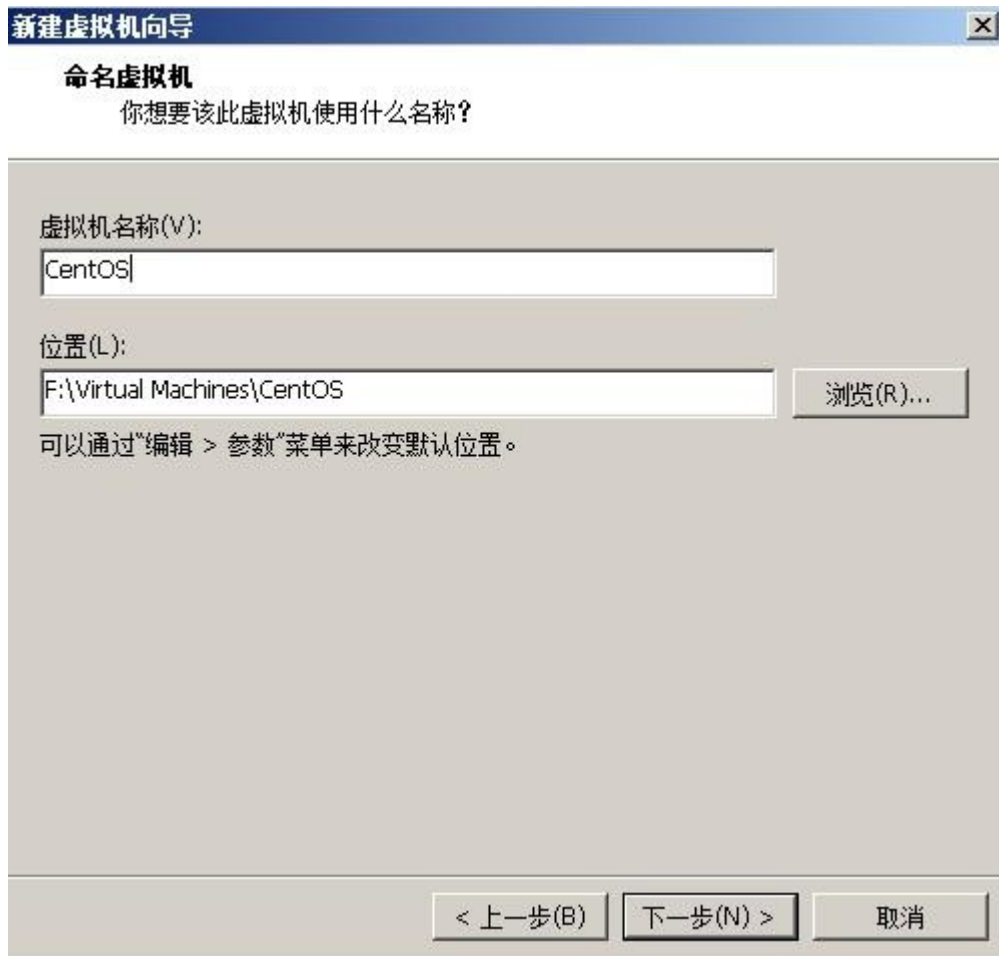 新建虚拟机向导
命名虚拟机
你想要该此虚拟机使用什么名称?
虚拟机名称(V):
CentOS
位置(L):
F:\Virtual Machines\CentOS
浏览(R)...
可以通过"编辑 > 参数"菜单来改变默认位置。
< 上一步(B) 下一步(N) > 取消